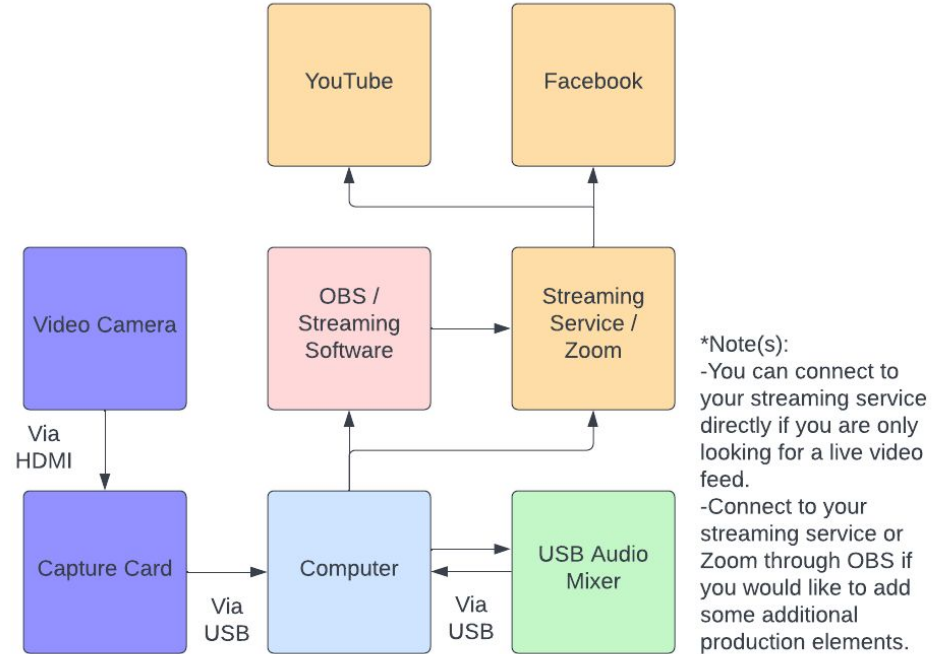 YouTube
Facebook
Video Camera
OBS /
Streaming
Software
Streaming
Service /
Zoom
Via
HDMI
Capture Card
Via
USB
Computer
Via
USB
USB Audio
Mixer
*Note(s):
-You can connect to
your streaming service
directly if you are only
looking for a live video
feed.
-Connect to your
streaming service or
Zoom through OBS if
you would like to add
some additional
production elements.